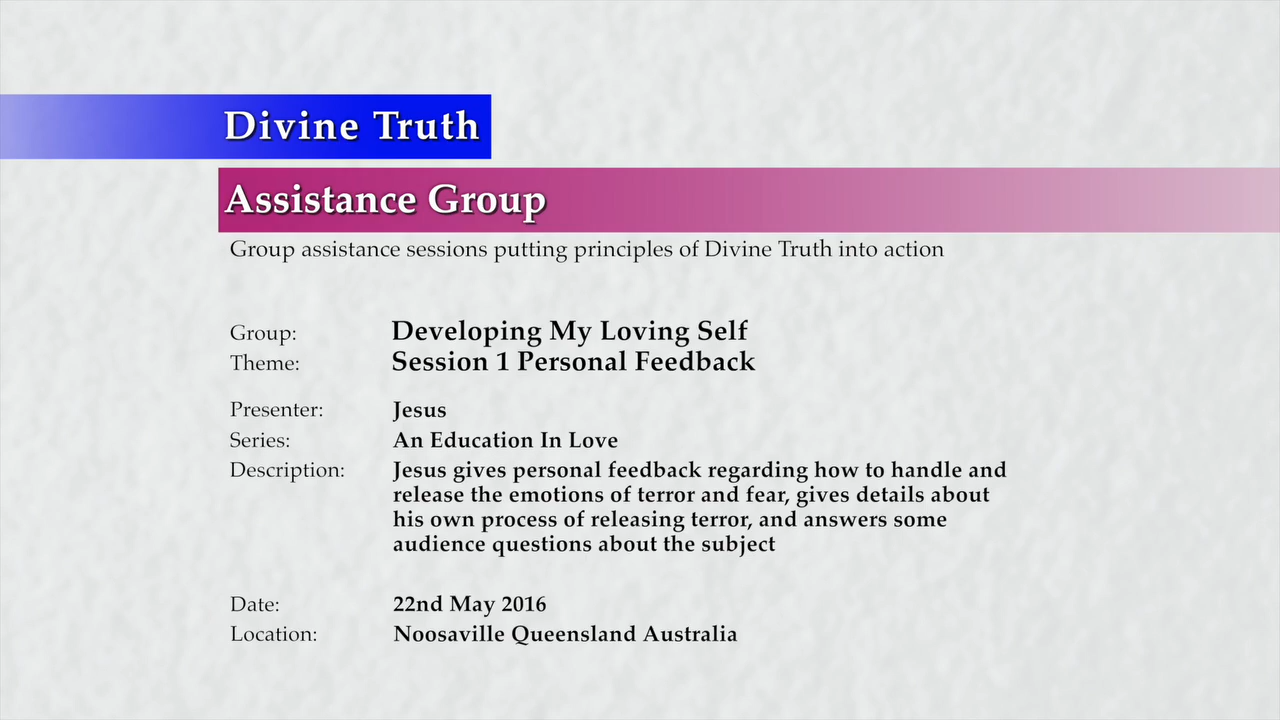 Divine Truth
Assistance Group
Group assistance sessions putting principles of Divine Truth into action
Group: Developing My Loving Self
Theme: Session 1 Personal Feedback
Presenter: Jesus
Series: An Education In Love
Description: Jesus gives personal feedback regarding how to handle and
release the emotions of terror and fear, gives details about
his own process of releasing terror, and answers some
audience questions about the subject
Date: 22nd May 2016
Location: Noosaville Queensland Australia